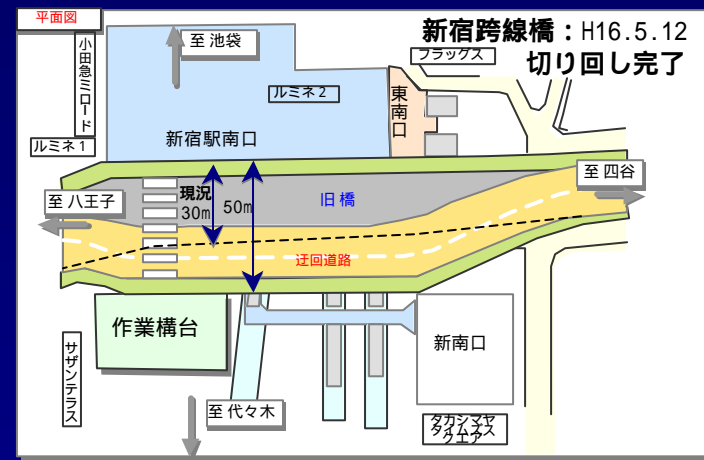 平面図
新宿跨線橋：H16.5.12
切り回し完了
小田急ミロード
至 池袋
フラッグス
ルミネ2
東南口
新宿駅南口
ルミネ1
至 四谷
現況
30m
50m
旧橋
至 八王子
迂回道路
作業構台
新南口
サザンテラス
至 代々木
タカシマヤ
タイムズ
スクエア